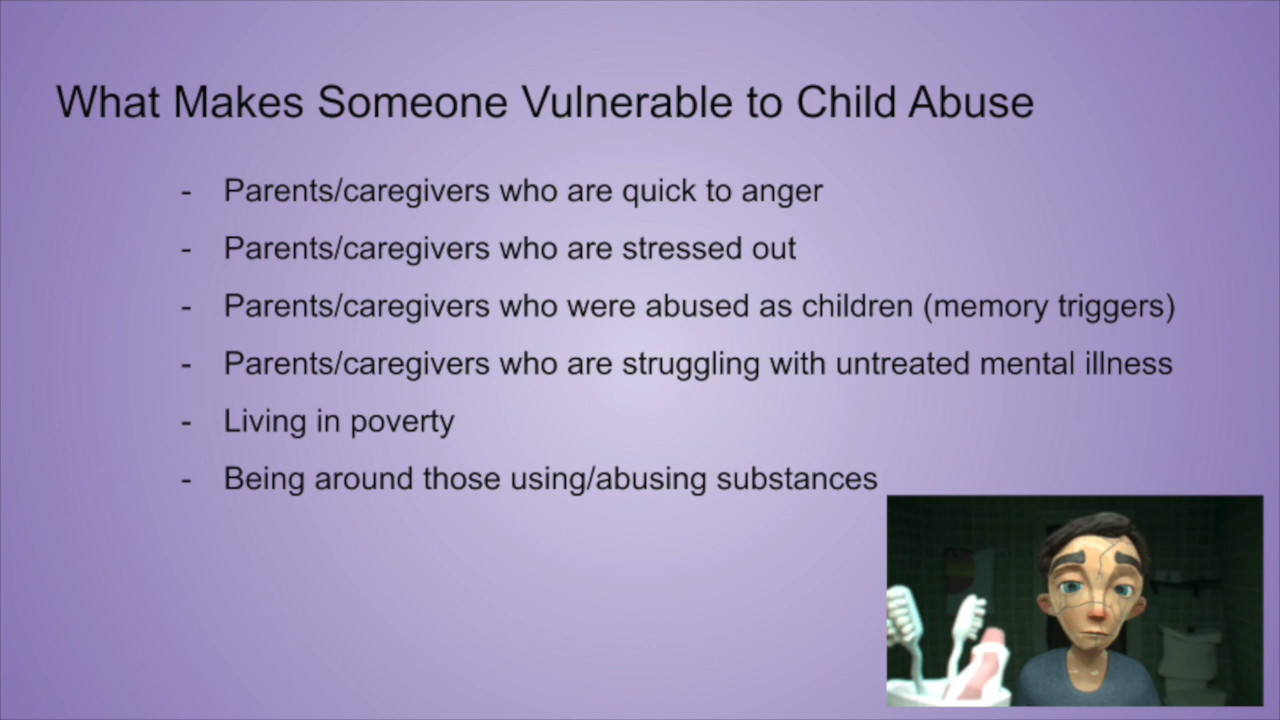 What Makes Someone Vulnerable to Child Abuse
- Parents/caregivers who are quick to anger
- Parents/caregivers who are stressed out
- Parents/caregivers who were abused as children (memory triggers)
- Parents/caregivers who are struggling with untreated mental illness
- Living in poverty
- Being around those using/abusing substances